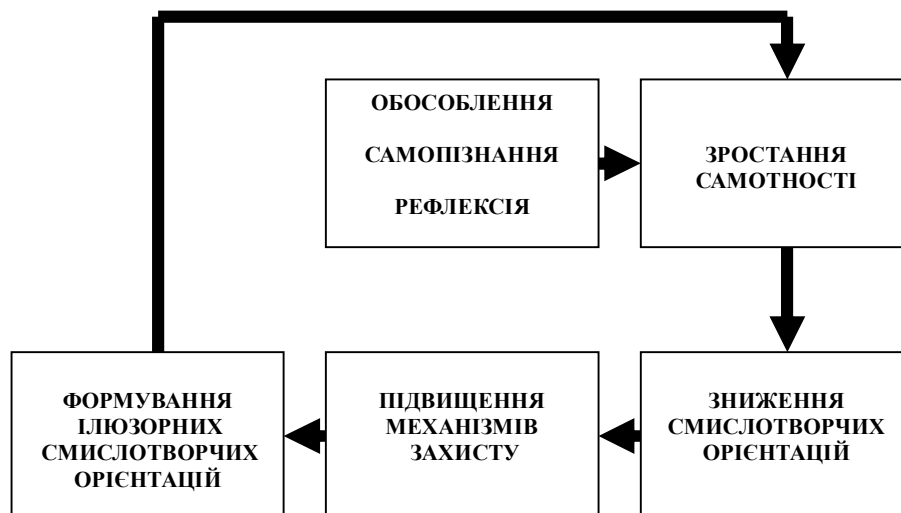 ОБОСОБЛЕННЯ
САМОПІЗНАННЯ
РЕФЛЕКСІЯ
ЗРОСТАННЯ
САМОТНОСТІ
ФОРМУВАННЯ
ІЛЮЗОРНИХ
СМИСЛОТВОРЧИХ
ОРІЄНТАЦІЙ
ПІДВИЩЕННЯ
МЕХАНІЗМІВ
ЗАХИСТУ
ЗНИЖЕННЯ
СМИСЛОТВОРЧИХ
ОРІЄНТАЦІЙ